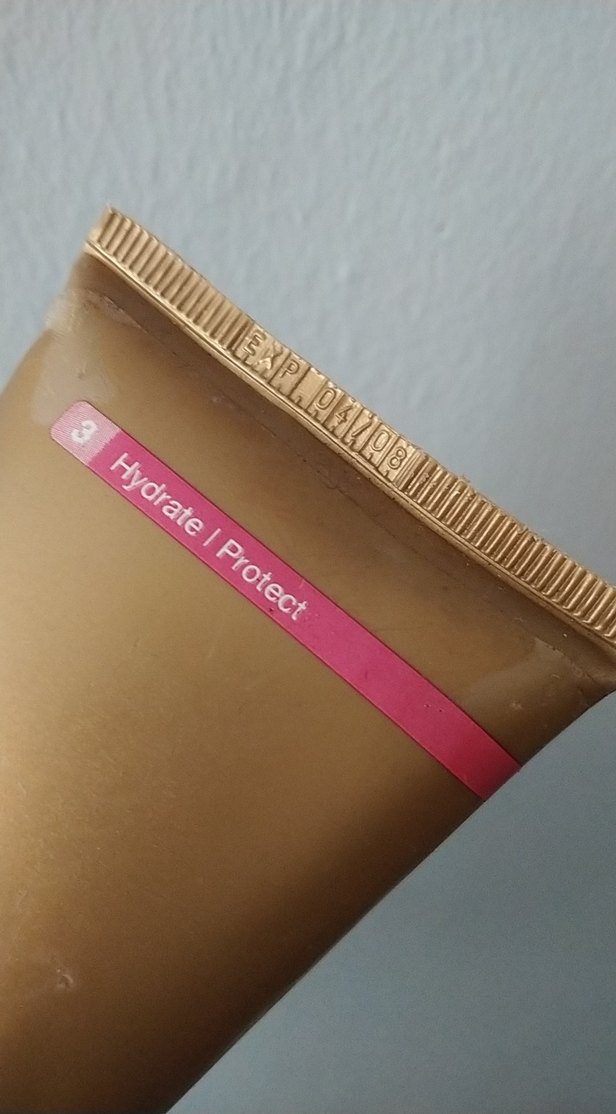 EXP 04/08
3 Hydrate | Protect